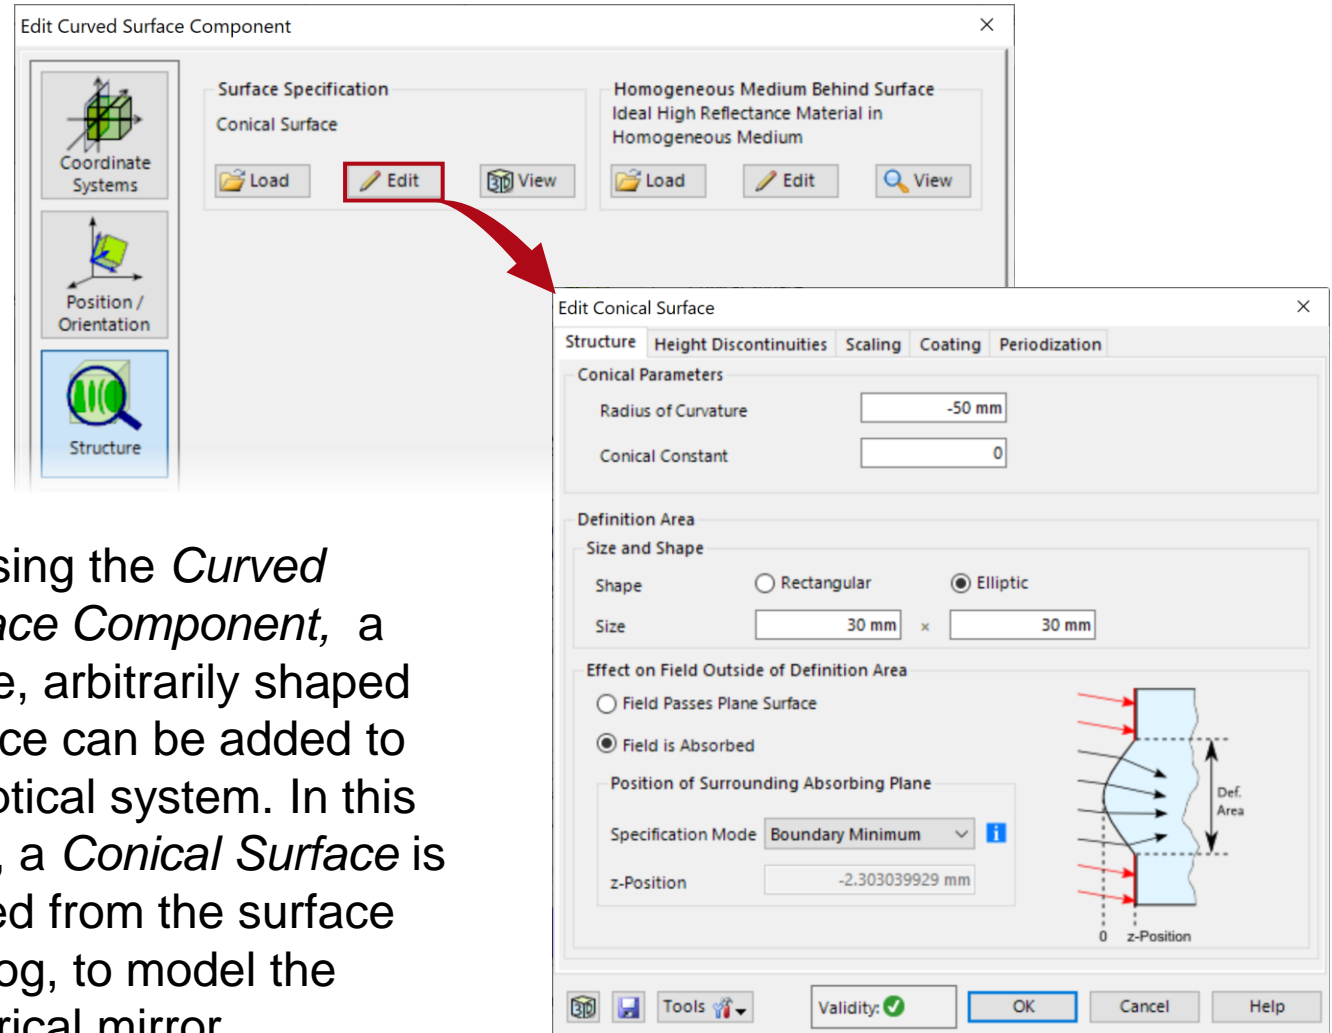 Edit Curved Surface Component
Coordinate
Systems
Position /
Orientation
Structure
Surface Specification
Conical Surface
Load
Edit
View
Homogeneous Medium Behind Surface
Ideal High Reflectance Material in
Homogeneous Medium
Load
Edit
View
Edit Conical Surface
Structure Height Discontinuities Scaling Coating Periodization
Conical Parameters
Radius of Curvature -50 mm
Conical Constant 0
Definition Area
Size and Shape
Shape Rectangular Elliptic
Size 30 mm × 30 mm
Effect on Field Outside of Definition Area
Field Passes Plane Surface
Field is Absorbed
Position of Surrounding Absorbing Plane
Specification Mode Boundary Minimum
z-Position -2.303039929 mm
Def.
Area
0 z-Position
Tools Validity: OK Cancel Help
sing the Curved
ace Component, a
e, arbitrarily shaped
ce can be added to
otical system. In this
, a Conical Surface is
ed from the surface
og, to model the
rical mirror